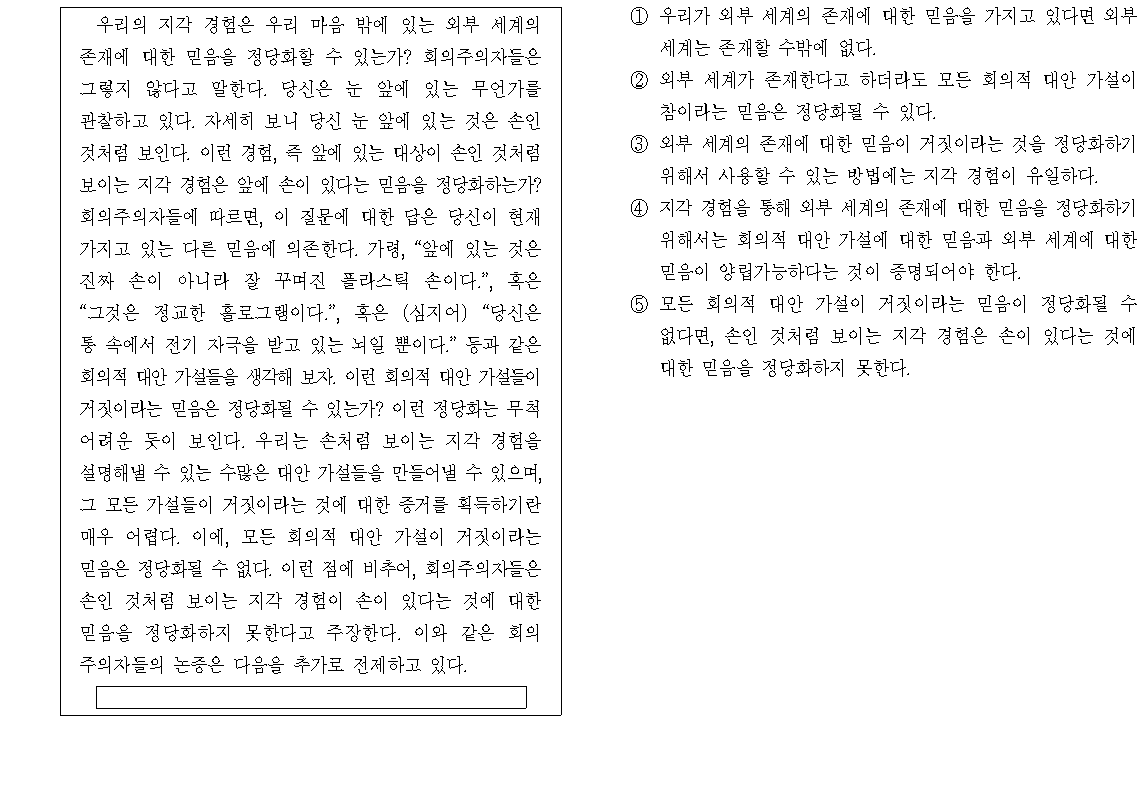 우리의 지각 경험은 우리 마음 밖에 있는 외부 세계의
존재에 대한 믿음을 정당화할 수 있는가? 회의주의자들은
그렇지 않다고 말한다. 당신은 눈 앞에 있는 무언가를
관찰하고 있다. 자세히 보니 당신 눈 앞에 있는 것은 손인
것처럼 보인다. 이런 경험, 즉 앞에 있는 대상이 손인 것처럼
보이는 지각 경험은 앞에 손이 있다는 믿음을 정당화하는가?
회의주의자들에 따르면, 이 질문에 대한 답은 당신이 현재
가지고 있는 다른 믿음에 의존한다. 가령, “앞에 있는 것은
진짜 손이 아니라 잘 꾸며진 플라스틱 손이다.”, 혹은
“그것은 정교한 홀로그램이다.”, 혹은 (심지어) “당신은
통 속에서 전기 자극을 받고 있는 뇌일 뿐이다.” 등과 같은
회의적 대안 가설들을 생각해 보자. 이런 회의적 대안 가설들이
거짓이라는 믿음은 정당화될 수 있는가? 이런 정당화는 무척
어려운 듯이 보인다. 우리는 손처럼 보이는 지각 경험을
설명해낼 수 있는 수많은 대안 가설들을 만들어낼 수 있으며,
그 모든 가설들이 거짓이라는 것에 대한 증거를 획득하기란
매우 어렵다. 이에, 모든 회의적 대안 가설이 거짓이라는
믿음은 정당화될 수 없다. 이런 점에 비추어, 회의주의자들은
손인 것처럼 보이는 지각 경험이 손이 있다는 것에 대한
믿음을 정당화하지 못한다고 주장한다. 이와 같은 회의
주의자들의 논증은 다음을 추가로 전제하고 있다.
① 우리가 외부 세계의 존재에 대한 믿음을 가지고 있다면 외부
세계는 존재할 수밖에 없다.
② 외부 세계가 존재한다고 하더라도 모든 회의적 대안 가설이
참이라는 믿음은 정당화될 수 있다.
③ 외부 세계의 존재에 대한 믿음이 거짓이라는 것을 정당화하기
위해서 사용할 수 있는 방법에는 지각 경험이 유일하다.
④ 지각 경험을 통해 외부 세계의 존재에 대한 믿음을 정당화하기
위해서는 회의적 대안 가설에 대한 믿음과 외부 세계에 대한
믿음이 양립가능하다는 것이 증명되어야 한다.
⑤ 모든 회의적 대안 가설이 거짓이라는 믿음이 정당화될 수
없다면, 손인 것처럼 보이는 지각 경험은 손이 있다는 것에
대한 믿음을 정당화하지 못한다.